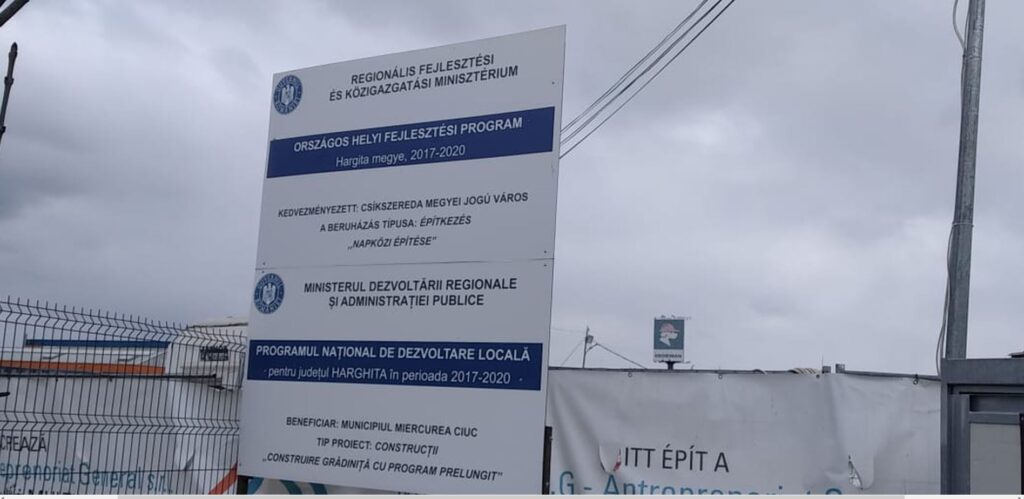 REGIONÁLIS FEJLESZTÉSI
ÉS KÖZIGAZGATÁSI MINISZTÉRIUM
ORSZÁGOS HELYI FEJLESZTÉSI PROGRAM
Hargita megye, 2017-2020
KEDVEZMÉNYEZETT: CSÍKSZEREDA MEGYEI JOGÚ VÁROS
A BERUHÁZÁS TÍPUSA: ÉPÍTKEZÉS
,,NAPKÖZI ÉPÍTÉSE"
MINISTERUL DEZVOLTĂRII REGIONALE
ȘI ADMINISTRAȚIEI PUBLICE
PROGRAMUL NAȚIONAL DE DEZVOLTARE LOCALĂ
pentru județul HARGHITA în perioada 2017-2020
BENEFICIAR: MUNICIPIUL MIERCUREA CIUC
TIP PROIECT: CONSTRUCȚII
,,CONSTRUIRE GRĂDINIȚĂ CU PROGRAM PRELUNGIT"
ITT ÉPÍT A
.G - Antreprenoriat
General s.r.l.